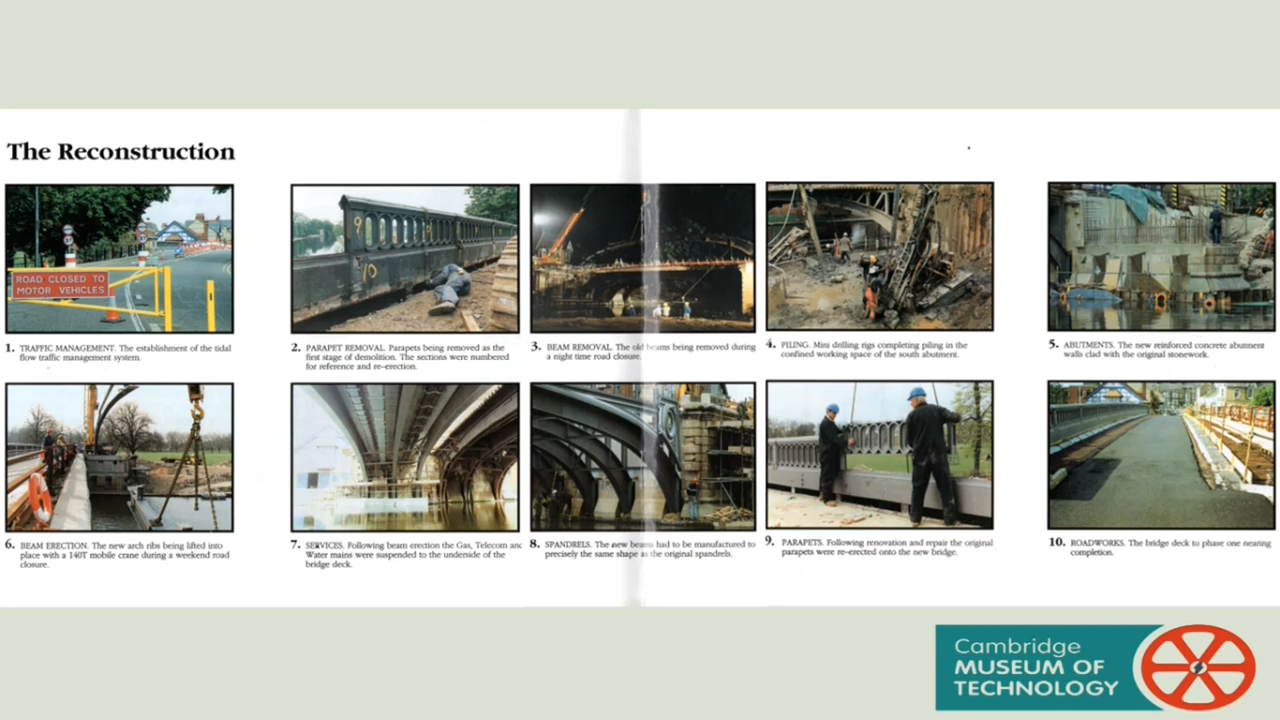 The Reconstruction
ROAD CLOSED TO
MOTOR VEHICLES
9
10
1. TRAFFIC MANAGEMENT. The establishment of the tidal
flow traffic management system.
2. PARAPET REMOVAL. Parapets being removed as the
first stage of demolition. The sections were numbered
for reference and re-erection.
3. BEAM REMOVAL. The old beams being removed during
a night time road closure.
4. PILING. Mini drilling rigs completing piling in the
confined working space of the south abutment.
5. ABUTMENTS. The new reinforced concrete abutment
walls clad with the original stonework.
6. BEAM ERECTION. The new arch ribs being lifted into
place with a 140T mobile crane during a weekend road
closure.
7. SERVICES. Following beam erection the Gas, Telecom and
Water mains were suspended to the underside of the
bridge deck.
8. SPANDRELS. The new beams had to be manufactured to
precisely the same shape as the original spandrels.
9. PARAPETS. Following renovation and repair the original
parapets were re-erected onto the new bridge.
10. ROADWORKS. The bridge deck to phase one nearing
completion.
Cambridge
MUSEUM OF
TECHNOLOGY